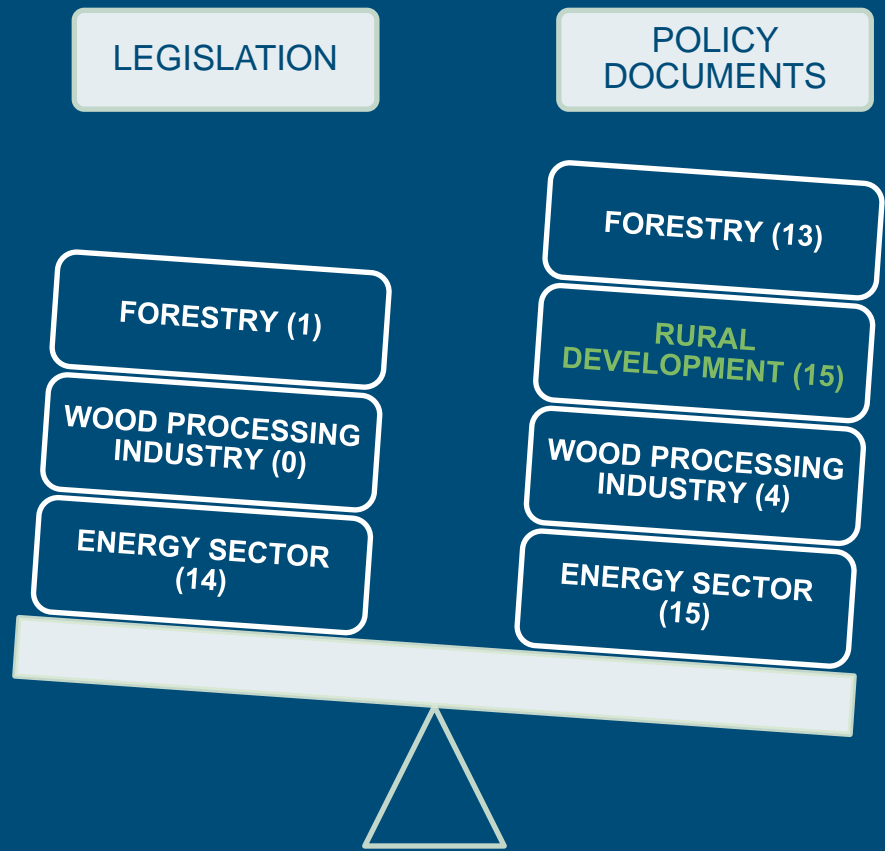 LEGISLATION
POLICY
DOCUMENTS
FORESTRY (1)
WOOD PROCESSING
INDUSTRY (0)
ENERGY SECTOR
(14)
FORESTRY (13)
RURAL
DEVELOPMENT (15)
WOOD PROCESSING
INDUSTRY (4)
ENERGY SECTOR
(15)